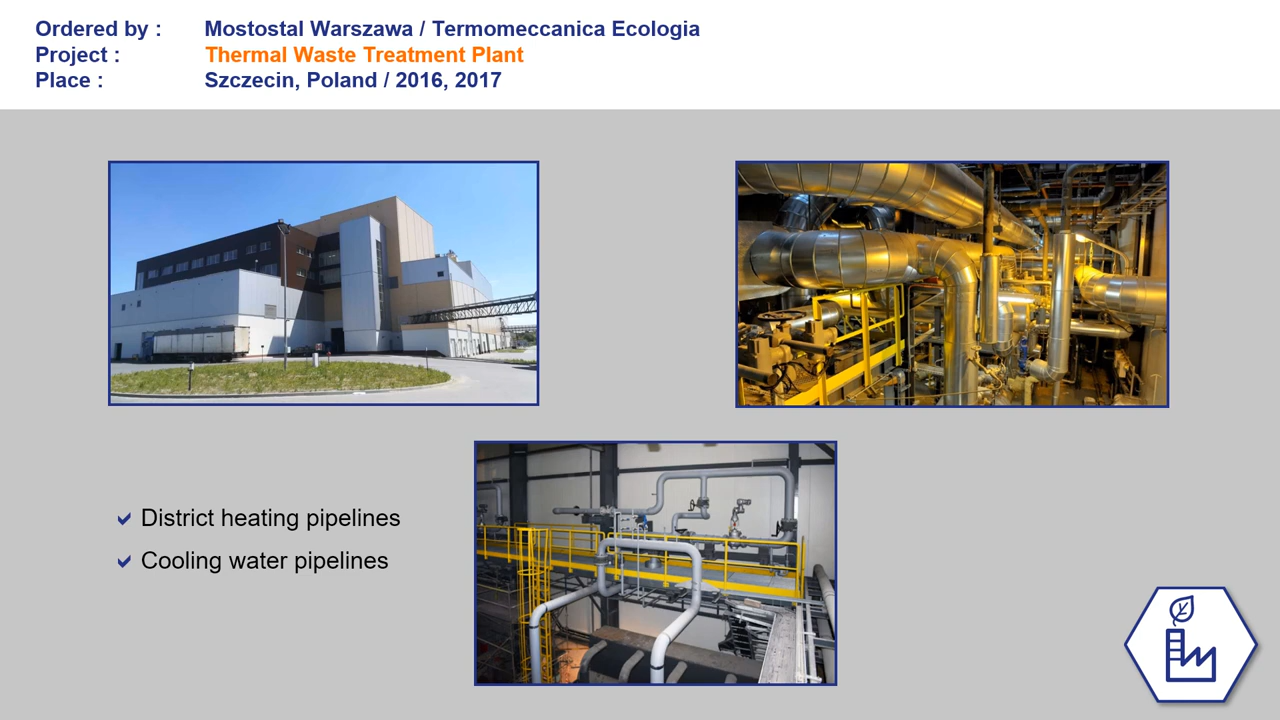 Ordered by : Mostostal Warszawa / Termomeccanica Ecologia
Project : Thermal Waste Treatment Plant
Place : Szczecin, Poland / 2016, 2017
District heating pipelines
Cooling water pipelines